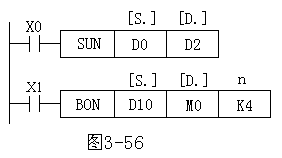 [S.] [D.]
X0 SUN D0 D2
[S.] [D.] n
X1 BON D10 M0 K4
图3-56